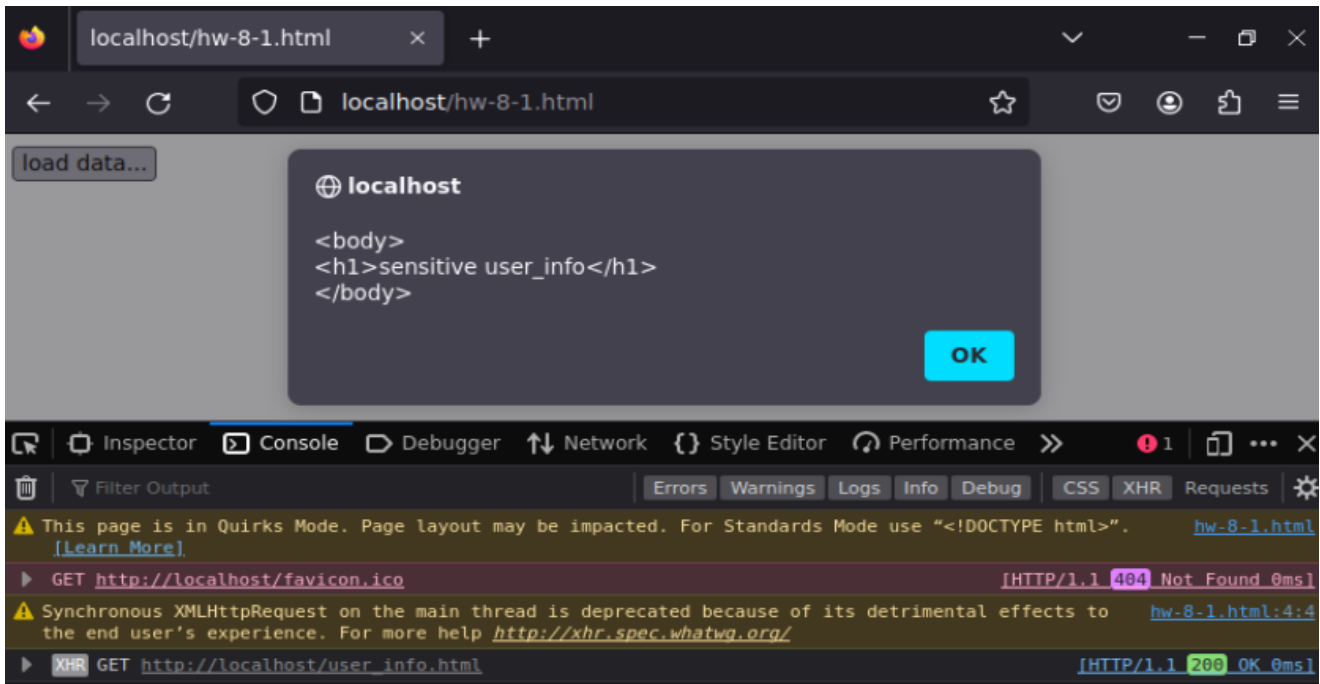 localhost/hw-8-1.html
localhost/hw-8-1.html
load data...
localhost
<body>
<h1>sensitive user_info</h1>
</body>
OK
Inspector Console Debugger Network {} Style Editor Performance 1
Filter Output Errors Warnings Logs Info Debug CSS XHR Requests
This page is in Quirks Mode. Page layout may be impacted. For Standards Mode use “<!DOCTYPE html>”. hw-8-1.html
[Learn More]
GET http://localhost/favicon.ico [HTTP/1.1 404 Not Found 0ms]
Synchronous XMLHttpRequest on the main thread is deprecated because of its detrimental effects to hw-8-1.html:4:4
the end user’s experience. For more help http://xhr.spec.whatwg.org/
XHR GET http://localhost/user_info.html [HTTP/1.1 200 OK 0ms]